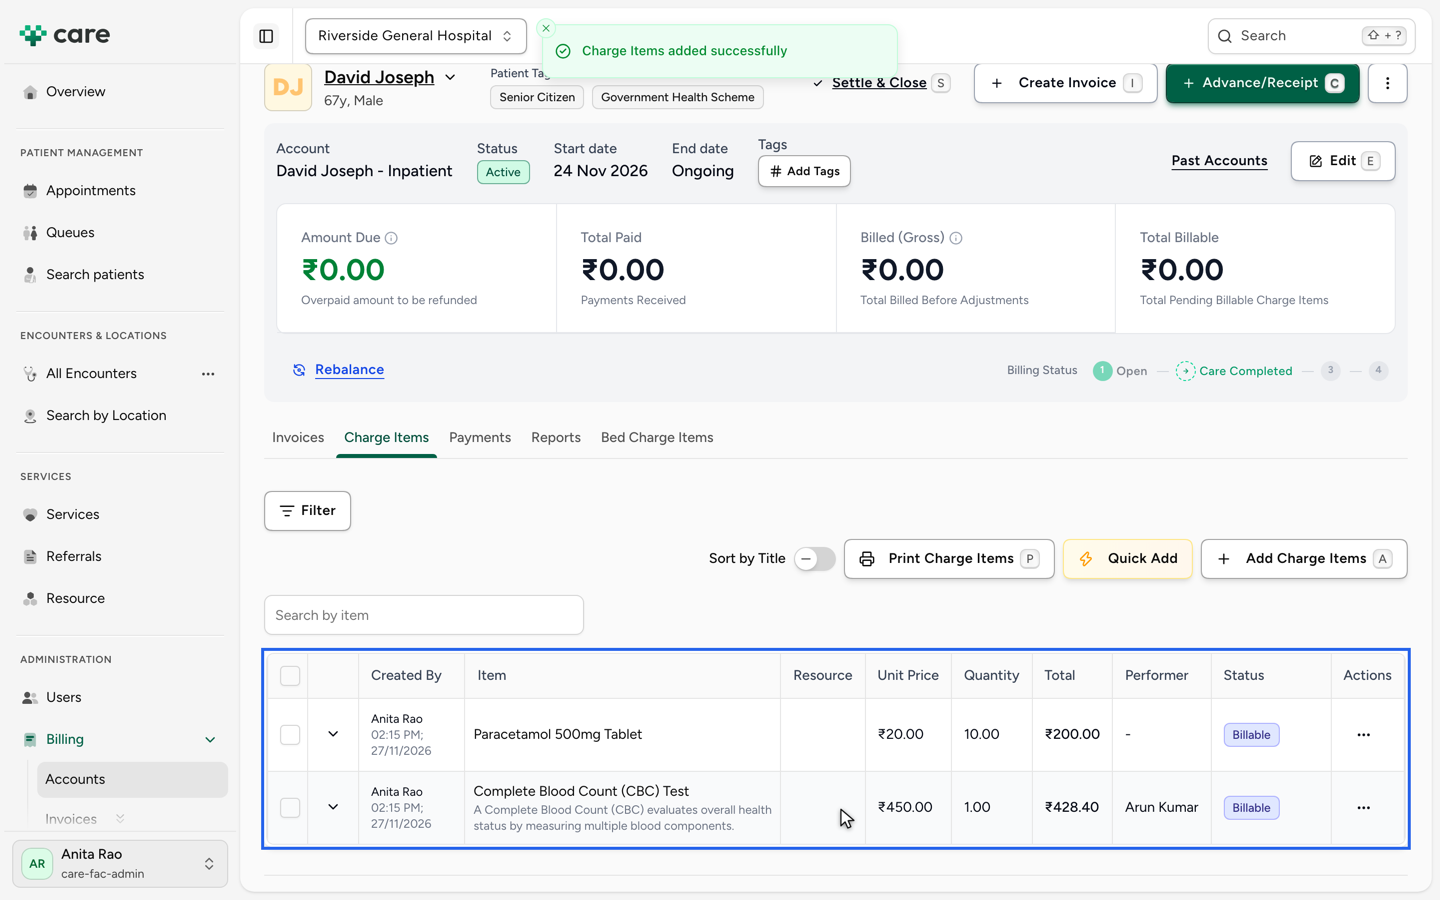 care
Riverside General Hospital
Charge Items added successfully
Search
⇧ + ?
Overview
PATIENT MANAGEMENT
Appointments
Queues
Search patients
ENCOUNTERS & LOCATIONS
All Encounters
Search by Location
SERVICES
Services
Referrals
Resource
ADMINISTRATION
Users
Billing
Accounts
Invoices
AR
Anita Rao
care-fac-admin
DJ
David Joseph
67y, Male
Patient Tag
Senior Citizen
Government Health Scheme
Settle & Close S
+ Create Invoice I
+ Advance/Receipt C
Account
David Joseph - Inpatient
Status
Active
Start date
24 Nov 2026
End date
Ongoing
Tags
# Add Tags
Past Accounts
Edit E
Amount Due
₹0.00
Overpaid amount to be refunded
Total Paid
₹0.00
Payments Received
Billed (Gross)
₹0.00
Total Billed Before Adjustments
Total Billable
₹0.00
Total Pending Billable Charge Items
Rebalance
Billing Status 1 Open — Care Completed — 3 — 4
Invoices Charge Items Payments Reports Bed Charge Items
Filter
Sort by Title
Print Charge Items P
Quick Add
+ Add Charge Items A
Search by item
Created By Item Resource Unit Price Quantity Total Performer Status Actions
Anita Rao
02:15 PM;
27/11/2026
Paracetamol 500mg Tablet
₹20.00 10.00 ₹200.00 - Billable
Anita Rao
02:15 PM;
27/11/2026
Complete Blood Count (CBC) Test
A Complete Blood Count (CBC) evaluates overall health
status by measuring multiple blood components.
₹450.00 1.00 ₹428.40 Arun Kumar Billable